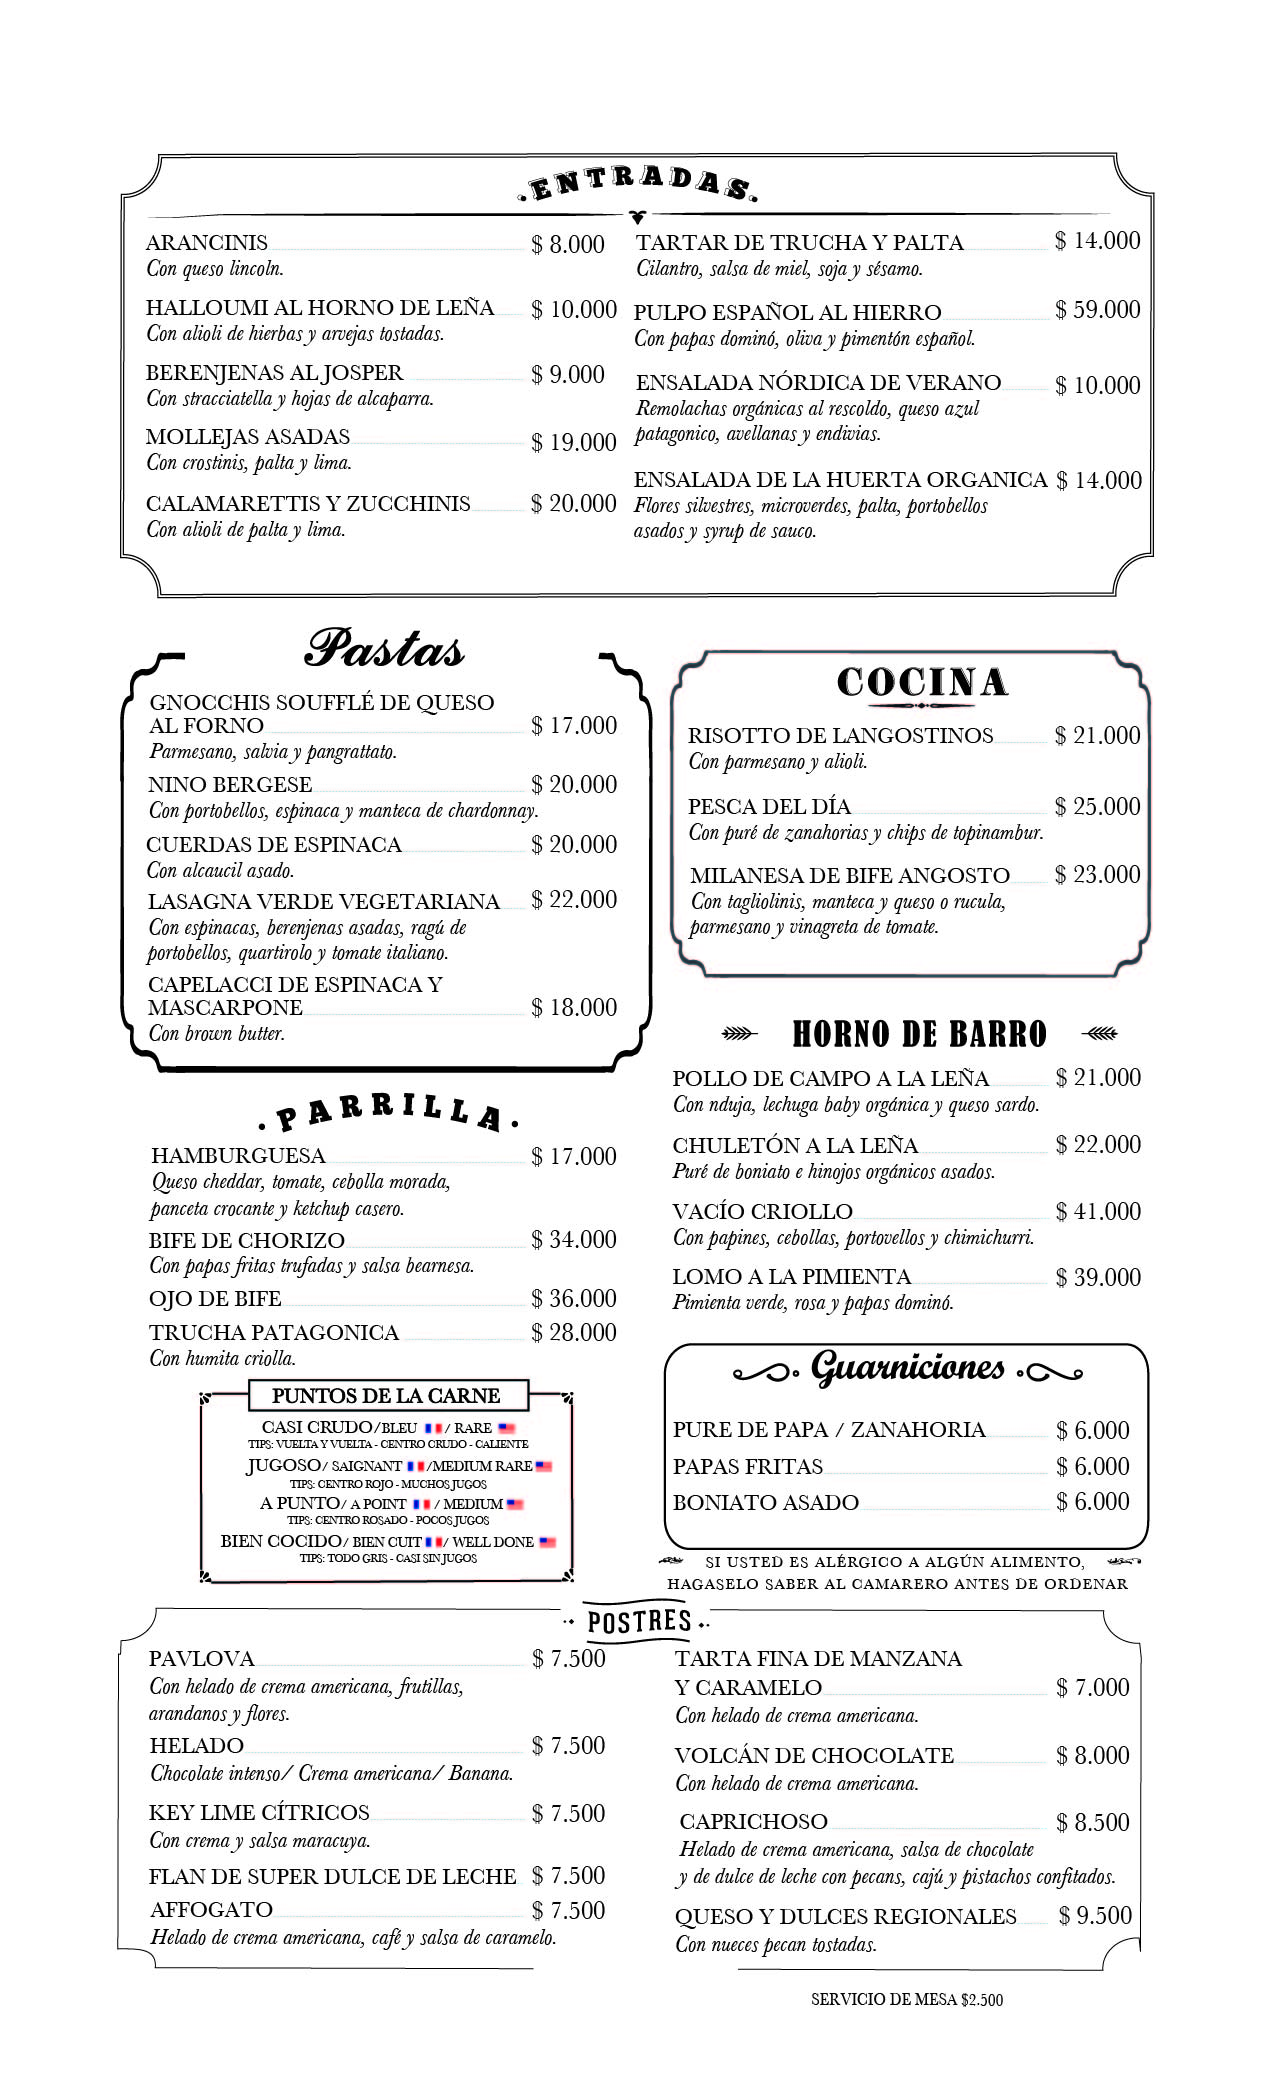 .ENTRADAS.
ARANCINIS $ 8.000
Con queso lincoln.
HALLOUMI AL HORNO DE LEÑA $ 10.000
Con alioli de hierbas y arvejas tostadas.
BERENJENAS AL JOSPER $ 9.000
Con stracciatella y hojas de alcaparra.
MOLLEJAS ASADAS $ 19.000
Con crostinis, palta y lima.
CALAMARETTIS Y ZUCCHINIS $ 20.000
Con alioli de palta y lima.
TARTAR DE TRUCHA Y PALTA $ 14.000
Cilantro, salsa de miel, soja y sésamo.
PULPO ESPAÑOL AL HIERRO $ 59.000
Con papas dominó, oliva y pimentón español.
ENSALADA NÓRDICA DE VERANO $ 10.000
Remolachas orgánicas al rescoldo, queso azul
patagonico, avellanas y endivias.
ENSALADA DE LA HUERTA ORGANICA $ 14.000
Flores silvestres, microverdes, palta, portobellos
asados y syrup de sauco.
Pastas
GNOCCHIS SOUFFLÉ DE QUESO
AL FORNO $ 17.000
Parmesano, salvia y pangrattato.
NINO BERGESE $ 20.000
Con portobellos, espinaca y manteca de chardonnay.
CUERDAS DE ESPINACA $ 20.000
Con alcaucil asado.
LASAGNA VERDE VEGETARIANA $ 22.000
Con espinacas, berenjenas asadas, ragú de
portobellos, quartirolo y tomate italiano.
CAPELACCI DE ESPINACA Y
MASCARPONE $ 18.000
Con brown butter.
COCINA
RISOTTO DE LANGOSTINOS $ 21.000
Con parmesano y alioli.
PESCA DEL DÍA $ 25.000
Con puré de zanahorias y chips de topinambur.
MILANESA DE BIFE ANGOSTO $ 23.000
Con tagliolinis, manteca y queso o rucula,
parmesano y vinagreta de tomate.
. PARRILLA .
HAMBURGUESA $ 17.000
Queso cheddar, tomate, cebolla morada,
panceta crocante y ketchup casero.
BIFE DE CHORIZO $ 34.000
Con papas fritas trufadas y salsa bearnesa.
OJO DE BIFE $ 36.000
TRUCHA PATAGONICA $ 28.000
Con humita criolla.
PUNTOS DE LA CARNE
CASI CRUDO/BLEU / RARE
TIPS: VUELTA Y VUELTA - CENTRO CRUDO - CALIENTE
JUGOSO/ SAIGNANT /MEDIUM RARE
TIPS: CENTRO ROJO - MUCHOS JUGOS
A PUNTO/ A POINT / MEDIUM
TIPS: CENTRO ROSADO - POCOS JUGOS
BIEN COCIDO/ BIEN CUIT / WELL DONE
TIPS: TODO GRIS - CASI SIN JUGOS
HORNO DE BARRO
POLLO DE CAMPO A LA LEÑA $ 21.000
Con nduja, lechuga baby orgánica y queso sardo.
CHULETÓN A LA LEÑA $ 22.000
Puré de boniato e hinojos orgánicos asados.
VACÍO CRIOLLO $ 41.000
Con papines, cebollas, portovellos y chimichurri.
LOMO A LA PIMIENTA $ 39.000
Pimienta verde, rosa y papas dominó.
Guarniciones
PURE DE PAPA / ZANAHORIA $ 6.000
PAPAS FRITAS $ 6.000
BONIATO ASADO $ 6.000
SI USTED ES ALÉRGICO A ALGÚN ALIMENTO,
HAGASELO SABER AL CAMARERO ANTES DE ORDENAR
POSTRES
PAVLOVA $ 7.500
Con helado de crema americana, frutillas,
arandanos y flores.
HELADO $ 7.500
Chocolate intenso/ Crema americana/ Banana.
KEY LIME CÍTRICOS $ 7.500
Con crema y salsa maracuya.
FLAN DE SUPER DULCE DE LECHE $ 7.500
AFFOGATO $ 7.500
Helado de crema americana, café y salsa de caramelo.
TARTA FINA DE MANZANA
Y CARAMELO $ 7.000
Con helado de crema americana.
VOLCÁN DE CHOCOLATE $ 8.000
Con helado de crema americana.
CAPRICHOSO $ 8.500
Helado de crema americana, salsa de chocolate
y de dulce de leche con pecans, cajú y pistachos confitados.
QUESO Y DULCES REGIONALES $ 9.500
Con nueces pecan tostadas.
SERVICIO DE MESA $2.500